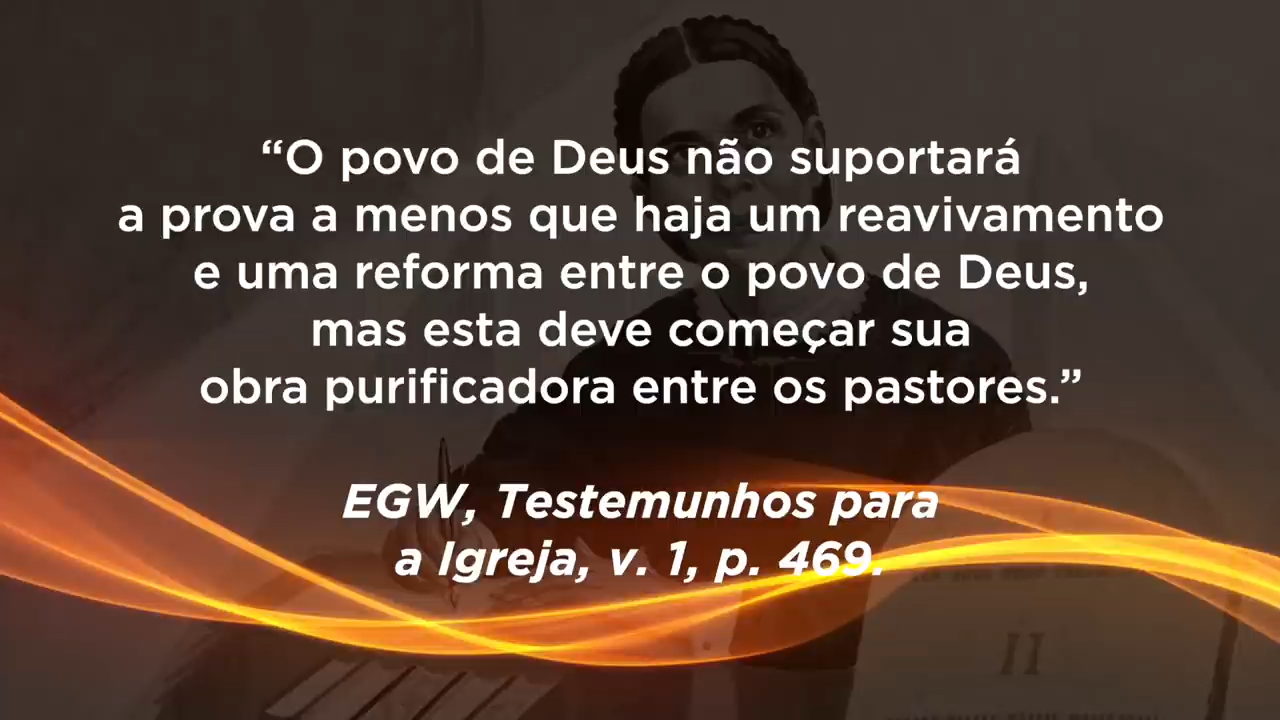 “O povo de Deus não suportará
a prova a menos que haja um reavivamento
e uma reforma entre o povo de Deus,
mas esta deve começar sua
obra purificadora entre os pastores.”
EGW, Testemunhos para
a Igreja, v. 1, p. 469.
II